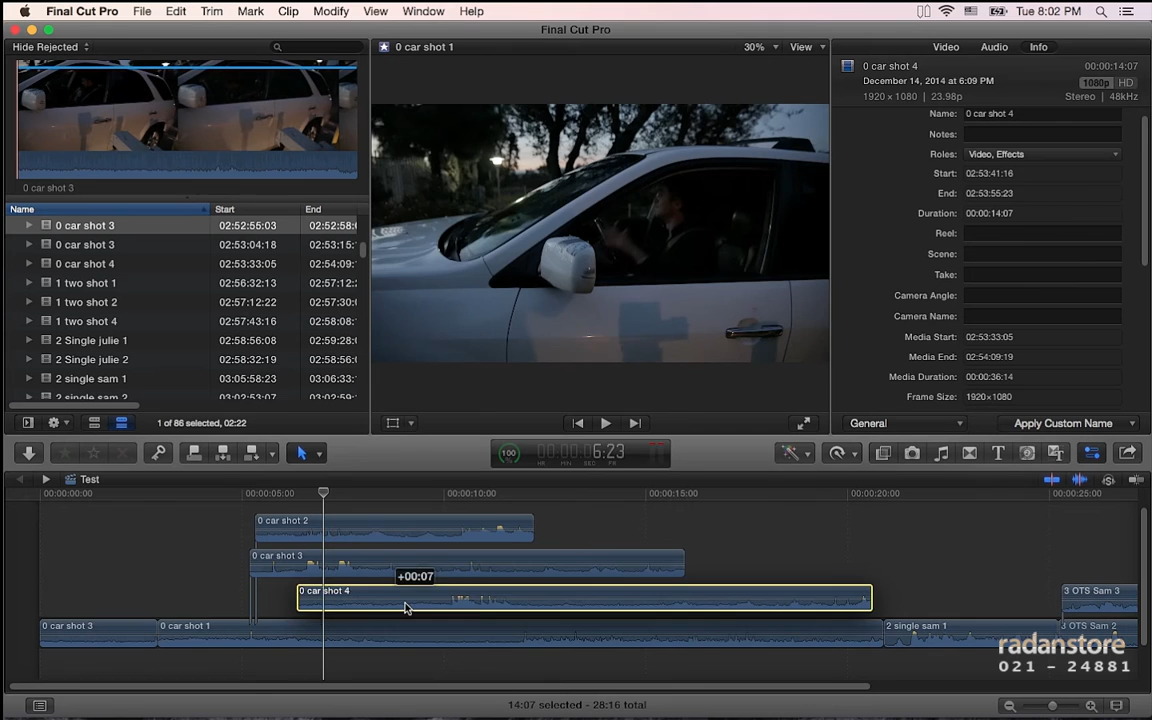 Final Cut Pro File Edit Trim Mark Clip Modify View Window Help Tue 8:02 PM
Final Cut Pro
Hide Rejected
0 car shot 1 30% View
Video Audio Info
0 car shot 4 00:00:14:07
December 14, 2014 at 6:09 PM 1080p HD
1920 × 1080 | 23.98p Stereo | 48kHz
Name: 0 car shot 4
Notes:
Roles: Video, Effects
Start: 02:53:41:16
End: 02:53:55:23
Duration: 00:00:14:07
Reel:
Scene:
Take:
Camera Angle:
Camera Name:
Media Start: 02:53:33:05
Media End: 02:54:09:19
Media Duration: 00:00:36:14
Frame Size: 1920×1080
0 car shot 3
Name Start End
0 car shot 3 02:52:55:03 02:52:58:
0 car shot 3 02:53:04:18 02:53:15:
0 car shot 4 02:53:33:05 02:54:09:
1 two shot 1 02:56:32:13 02:57:12:
1 two shot 2 02:57:12:22 02:57:30:
1 two shot 4 02:57:43:16 02:58:08:
2 Single julie 1 02:58:56:08 02:59:28:
2 Single julie 2 02:58:32:19 02:58:56:
2 single sam 1 03:05:58:23 03:06:33:
2 single sam 2 03:02:53:07 03:02:59:
1 of 86 selected, 02:22
General Apply Custom Name
100 6:23
HR MIN SEC FR
Test
00:00:00:00 00:00:05:00 00:00:10:00 00:00:15:00 00:00:20:00 00:00:25:00
0 car shot 2
0 car shot 3
+00:07
0 car shot 4 3 OTS Sam 3
0 car shot 3 0 car shot 1 2 single sam 1 3 OTS Sam 2
radanstore
021 - 24881
14:07 selected - 28:16 total